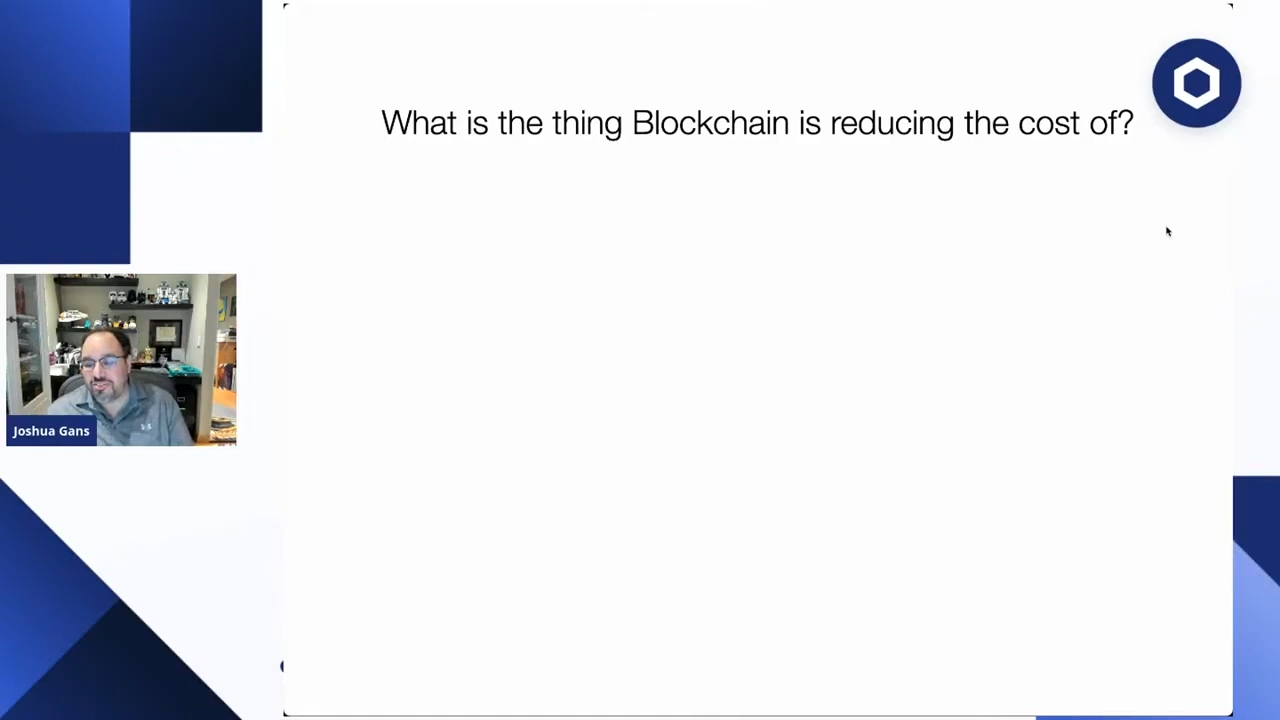 What is the thing Blockchain is reducing the cost of?
Joshua Gans